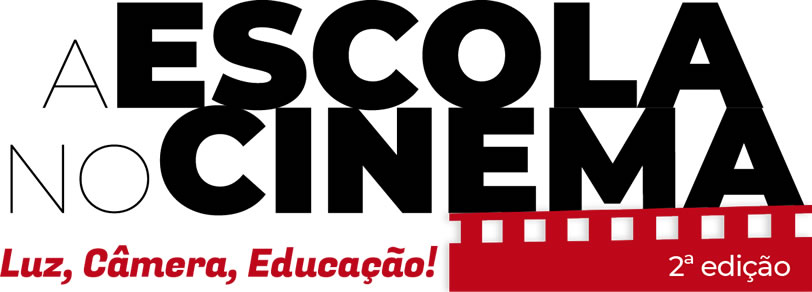 A ESCOLA
NO CINEMA
Luz, Câmera, Educação!
2ª edição